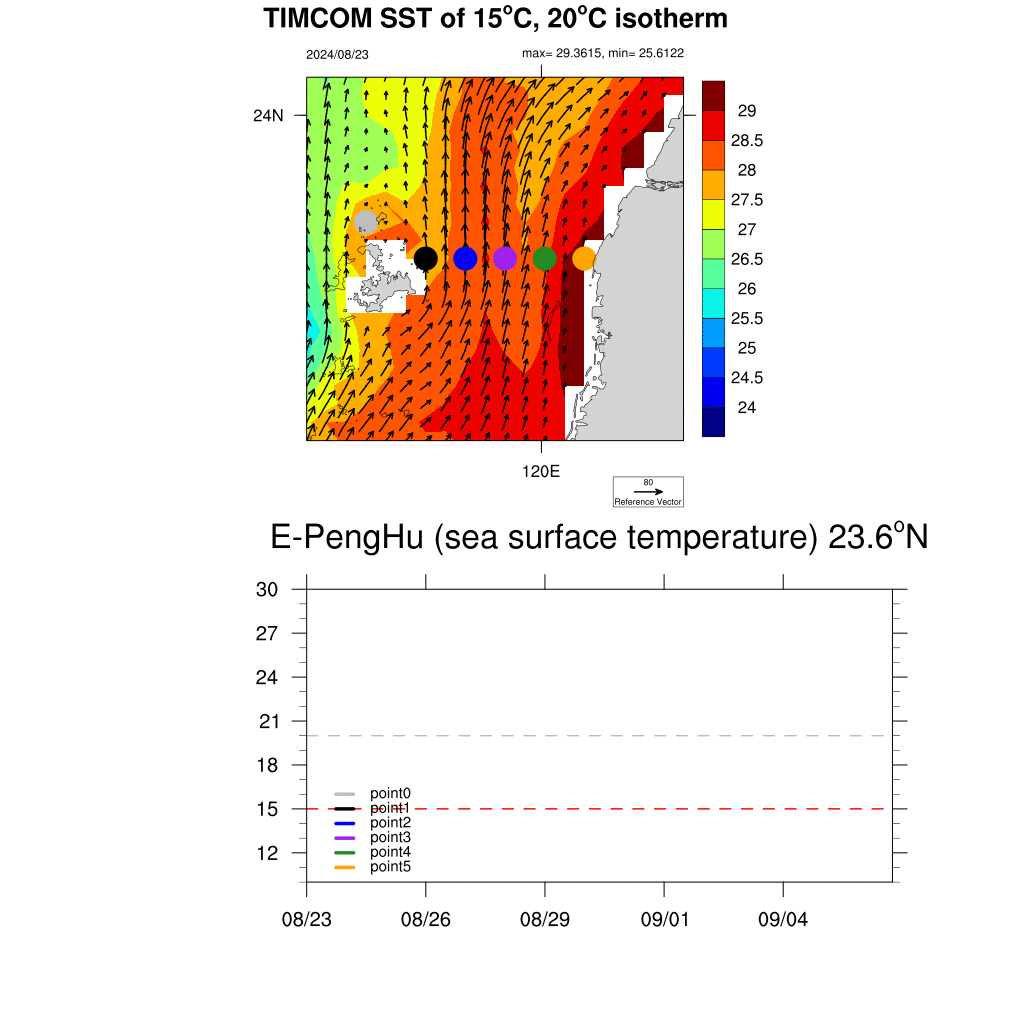 TIMCOM SST of 15°C, 20°C isotherm
2024/08/23
max= 29.3615, min= 25.6122
24N
29
28.5
28
27.5
27
26.5
26
25.5
25
24.5
24
120E
80
Reference Vector
E-PengHu (sea surface temperature) 23.6°N
30
27
24
21
18
15
12
point0
point1
point2
point3
point4
point5
08/23
08/26
08/29
09/01
09/04